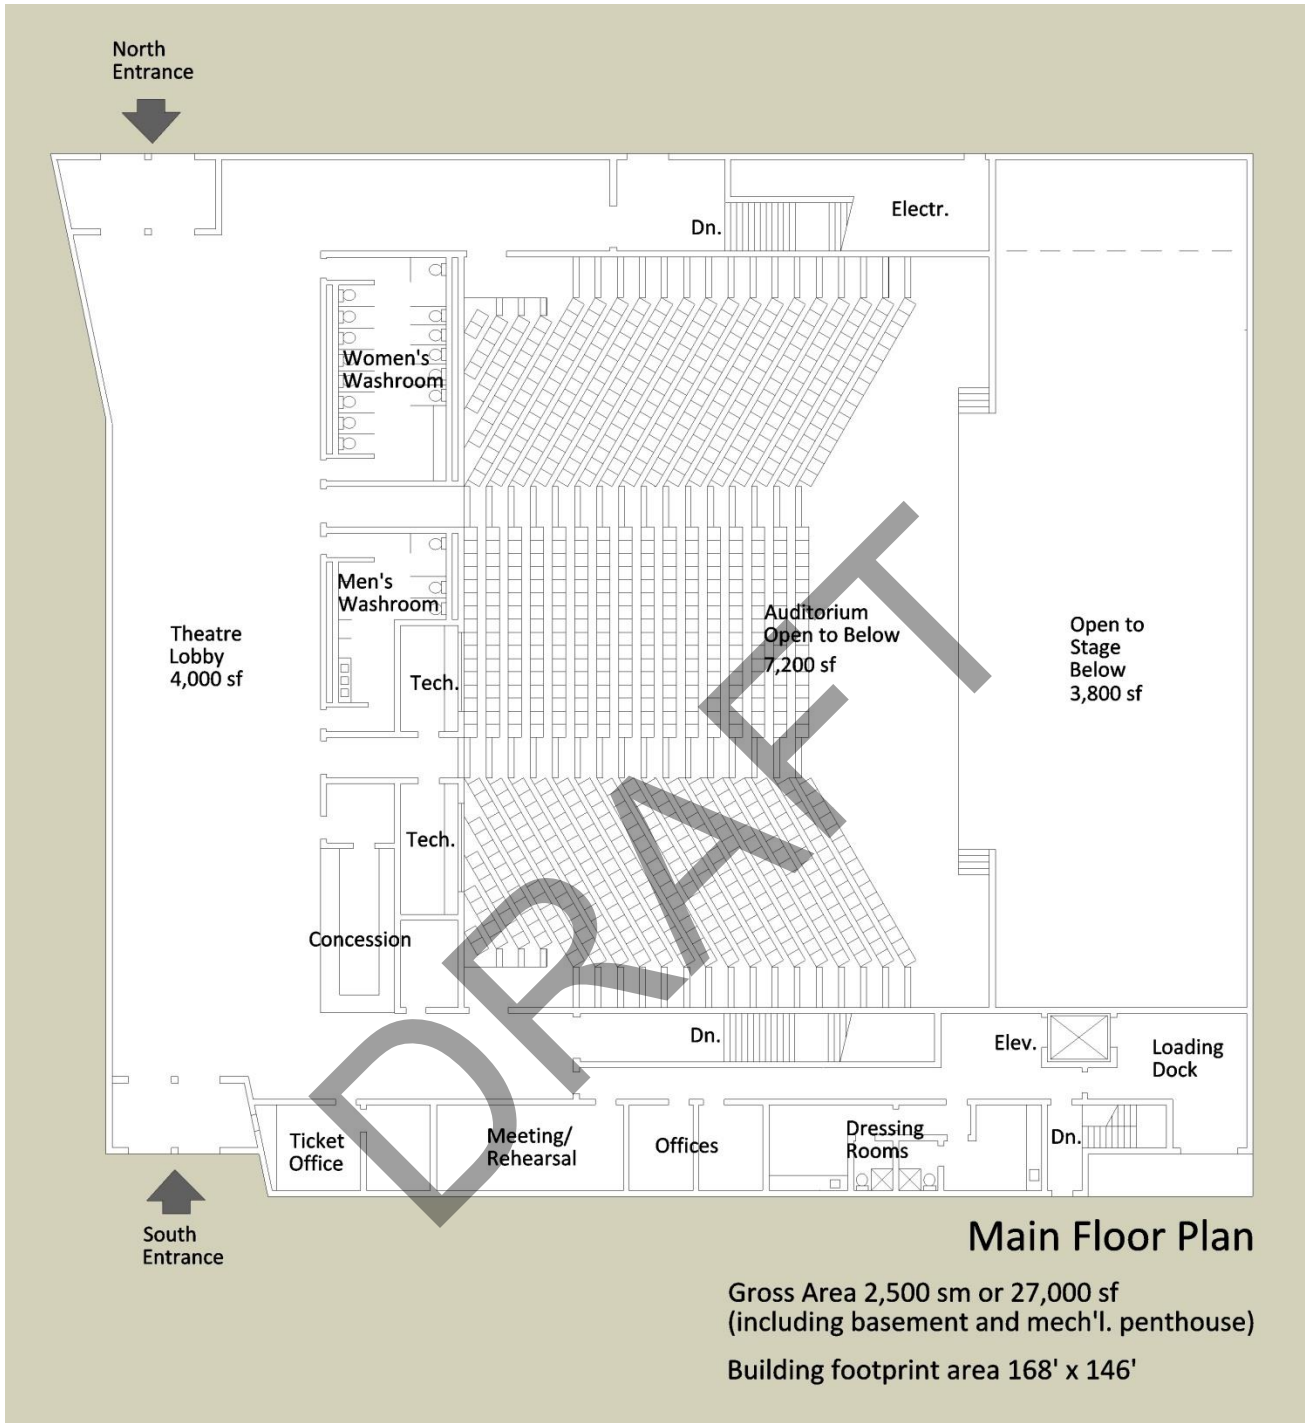 North
Entrance
Dn.
Electr.
Women's
Washroom
Men's
Washroom
Theatre
Lobby
4,000 sf
Tech.
Auditorium
Open to Below
7,200 sf
Open to
Stage
Below
3,800 sf
Tech.
Concession
DRAFT
Dn.
Elev.
Loading
Dock
Ticket
Office
Meeting/
Rehearsal
Offices
Dressing
Rooms
Dn.
South
Entrance
Main Floor Plan
Gross Area 2,500 sm or 27,000 sf
(including basement and mech'l. penthouse)
Building footprint area 168' x 146'